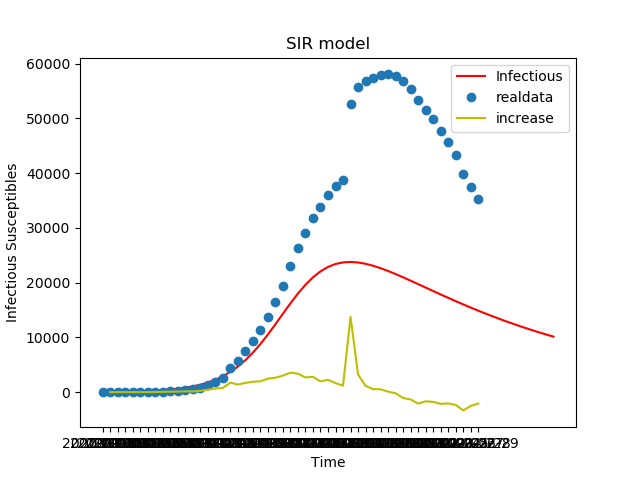 SIR model
60000
50000
40000
30000
20000
10000
0
Infectious Susceptibles
Infectious
realdata
increase
Time